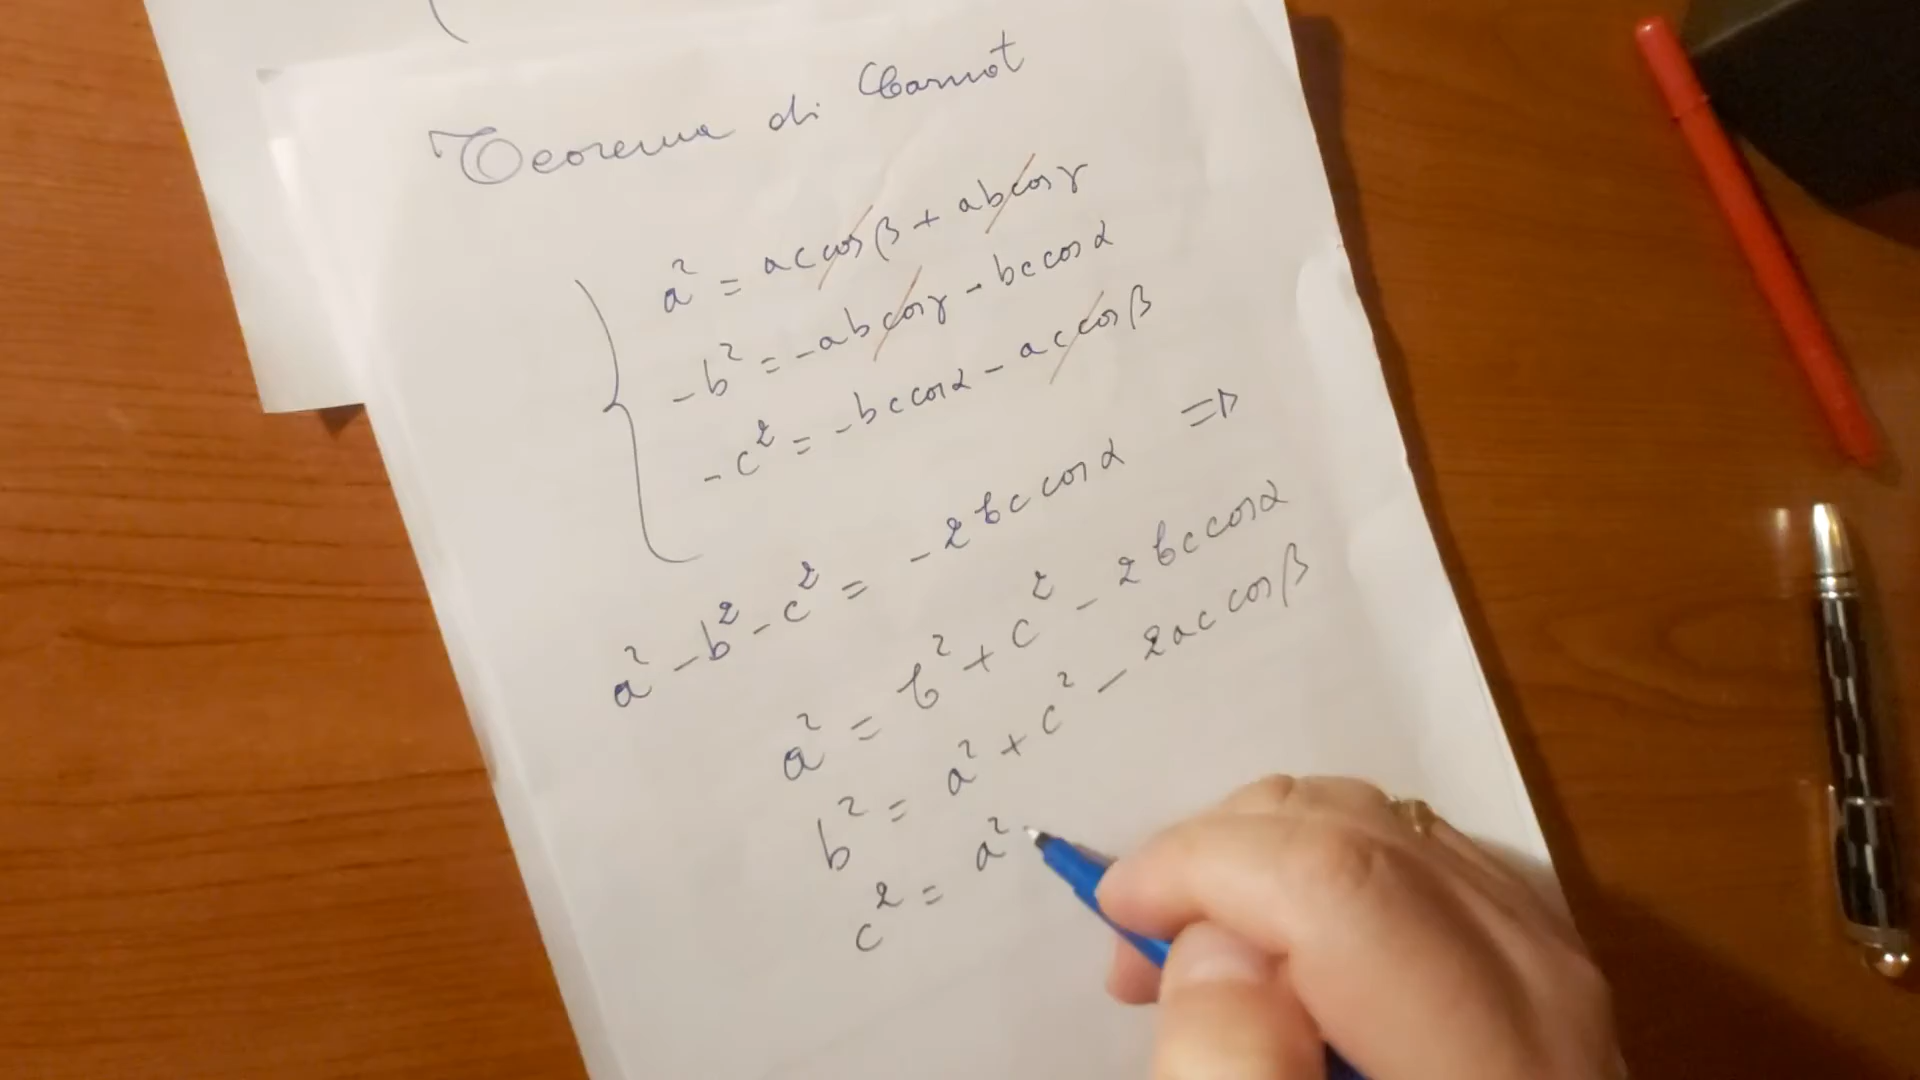 Teorema di Carnot
a² = ac cos β + ab cos γ
-b² = -ab cos γ - bc cos α
-c² = -bc cos α - ac cos β
a² - b² - c² = -2bc cos α ⇒
a² = b² + c² - 2bc cos α
b² = a² + c² - 2ac cos β
c² = a²